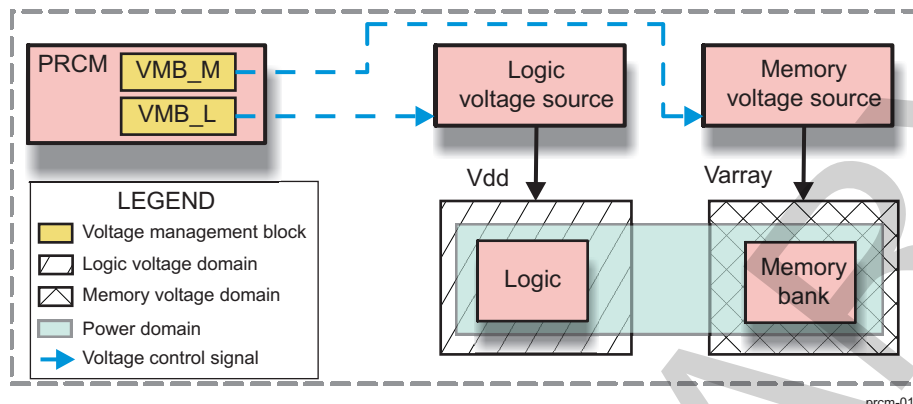 PRCM
VMB_M
VMB_L
Logic
voltage source
Memory
voltage source
Vdd
Varray
Logic
Memory
bank
LEGEND
Voltage management block
Logic voltage domain
Memory voltage domain
Power domain
Voltage control signal